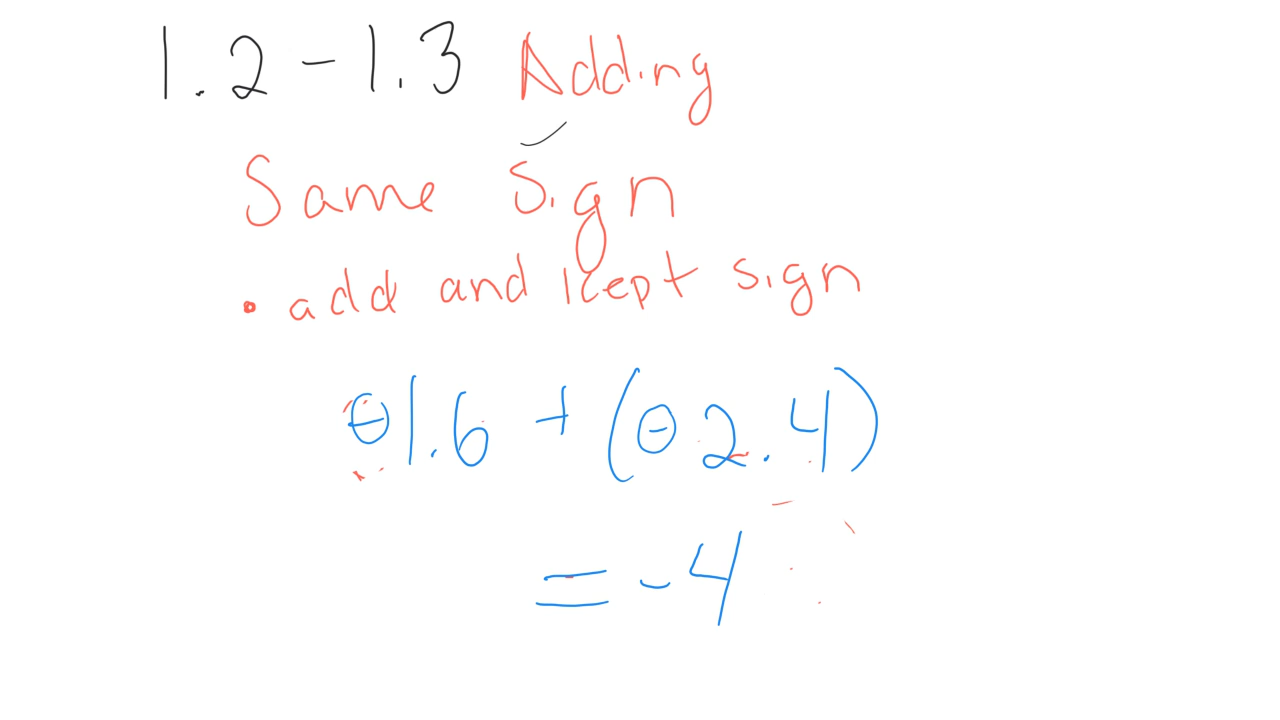 1.2-1.3 Adding
Same Sign
• add and kept sign
⊖1.6 + (⊖2.4)
= -4